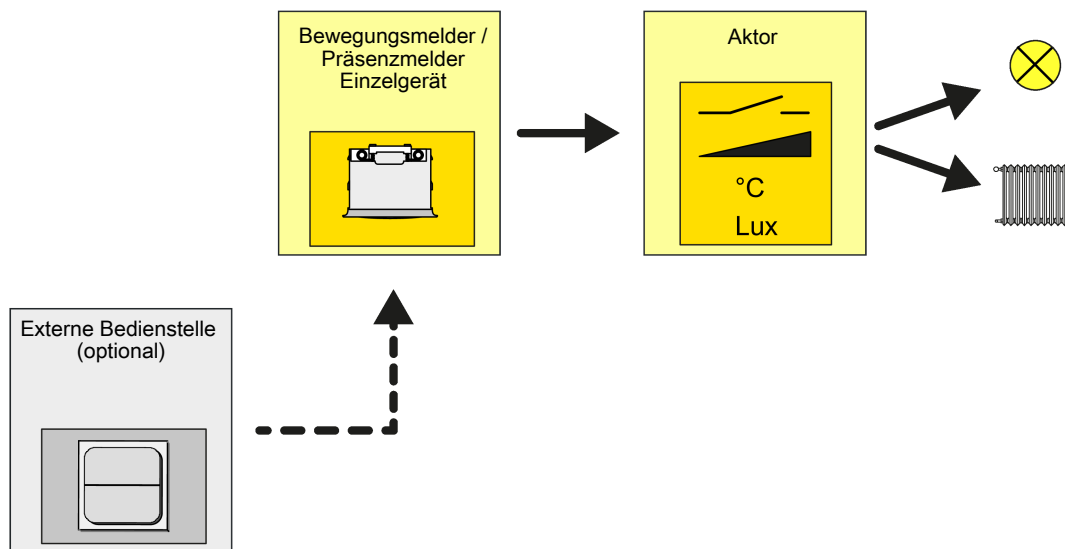 Bewegungsmelder /
Präsenzmelder
Einzelgerät
Aktor
°C
Lux
Externe Bedienstelle
(optional)